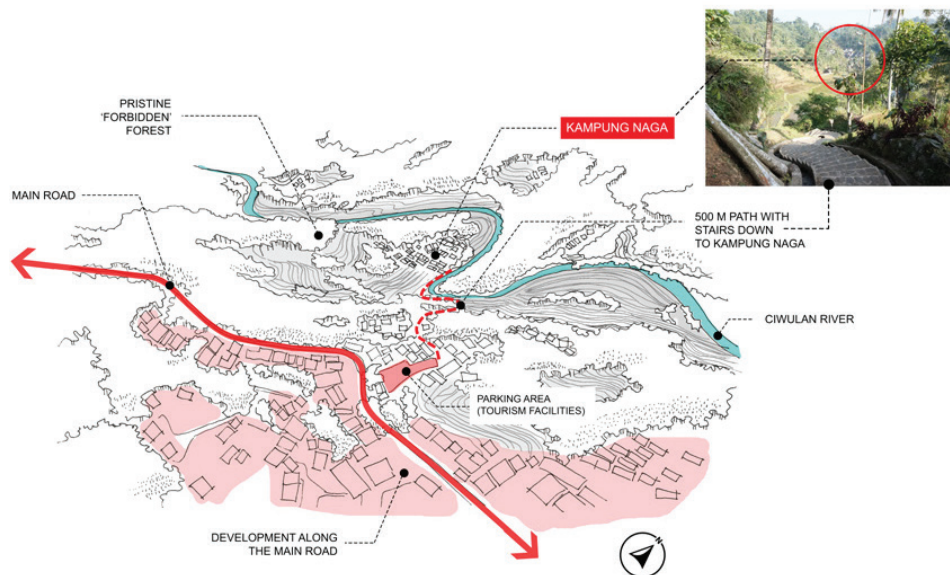 PRISTINE
'FORBIDDEN'
FOREST
KAMPUNG NAGA
MAIN ROAD
500 M PATH WITH
STAIRS DOWN
TO KAMPUNG NAGA
CIWULAN RIVER
PARKING AREA
(TOURISM FACILITIES)
DEVELOPMENT ALONG
THE MAIN ROAD
N